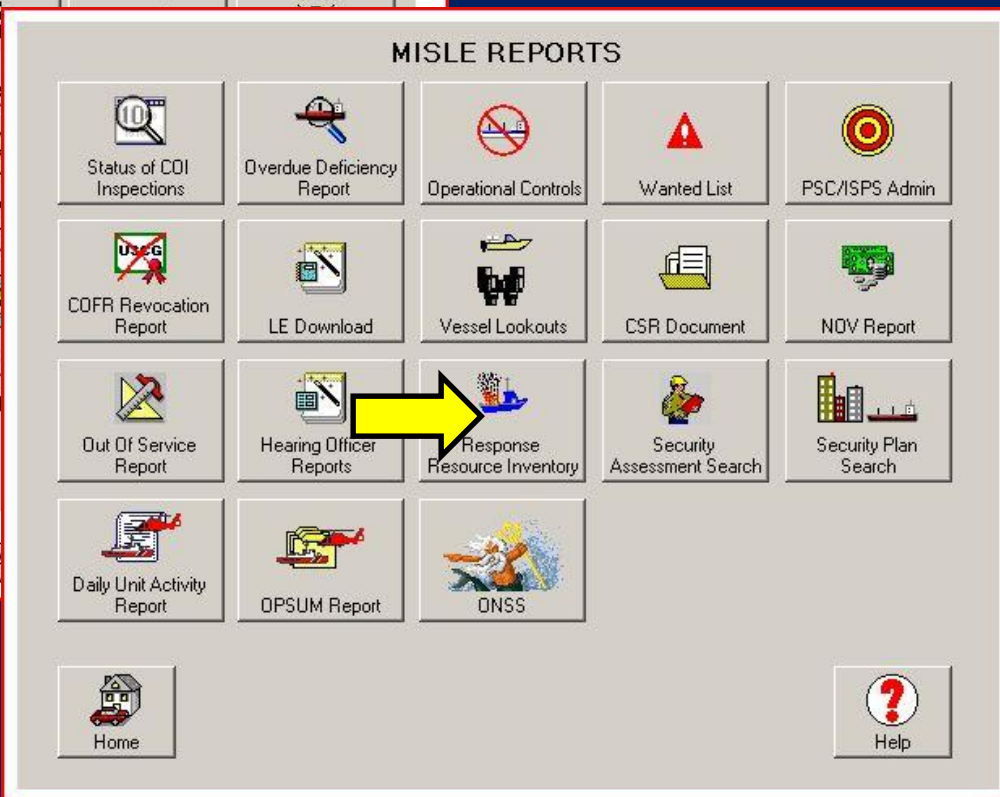 MISLE REPORTS
Status of COI
Inspections
Overdue Deficiency
Report
Operational Controls
Wanted List
PSC/ISPS Admin
USCG
COFR Revocation
Report
LE Download
Vessel Lookouts
CSR Document
NOV Report
Out Of Service
Report
Hearing Officer
Reports
Response
Resource Inventory
Security
Assessment Search
Security Plan
Search
Daily Unit Activity
Report
OPSUM Report
ONSS
Home
?
Help